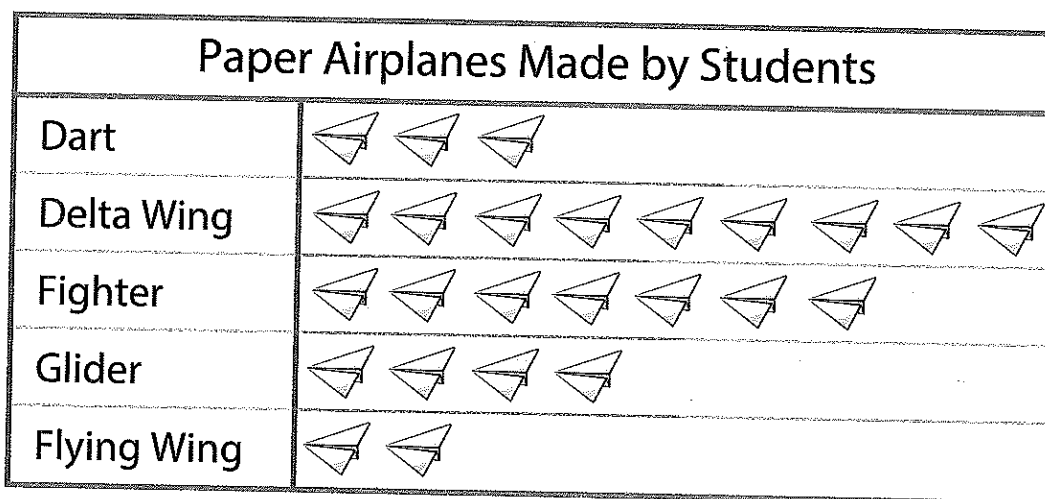 Paper Airplanes Made by Students
Dart
Delta Wing
Fighter
Glider
Flying Wing